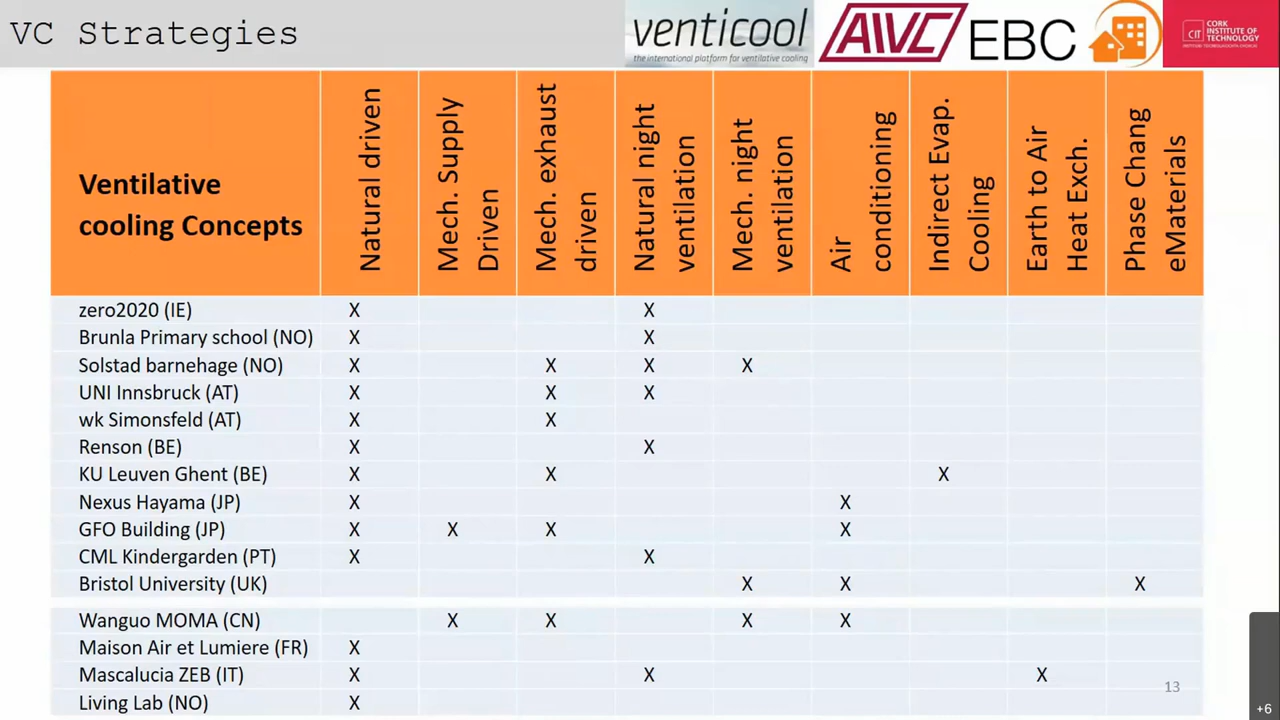 VC Strategies
venticool
the international platform for ventilative cooling
AIVC
EBC
CIT
CORK
INSTITUTE OF
TECHNOLOGY
Ventilative
cooling Concepts
Natural driven
Mech. Supply
Driven
Mech. exhaust
driven
Natural night
ventilation
Mech. night
ventilation
Air
conditioning
Indirect Evap.
Cooling
Earth to Air
Heat Exch.
Phase Chang
eMaterials
zero2020 (IE) X X
Brunla Primary school (NO) X X
Solstad barnehage (NO) X X X X
UNI Innsbruck (AT) X X X
wk Simonsfeld (AT) X X
Renson (BE) X X
KU Leuven Ghent (BE) X X X
Nexus Hayama (JP) X X
GFO Building (JP) X X X X
CML Kindergarden (PT) X X
Bristol University (UK) X X X
Wanguo MOMA (CN) X X X X
Maison Air et Lumiere (FR) X
Mascalucia ZEB (IT) X X X
Living Lab (NO) X
13
+6